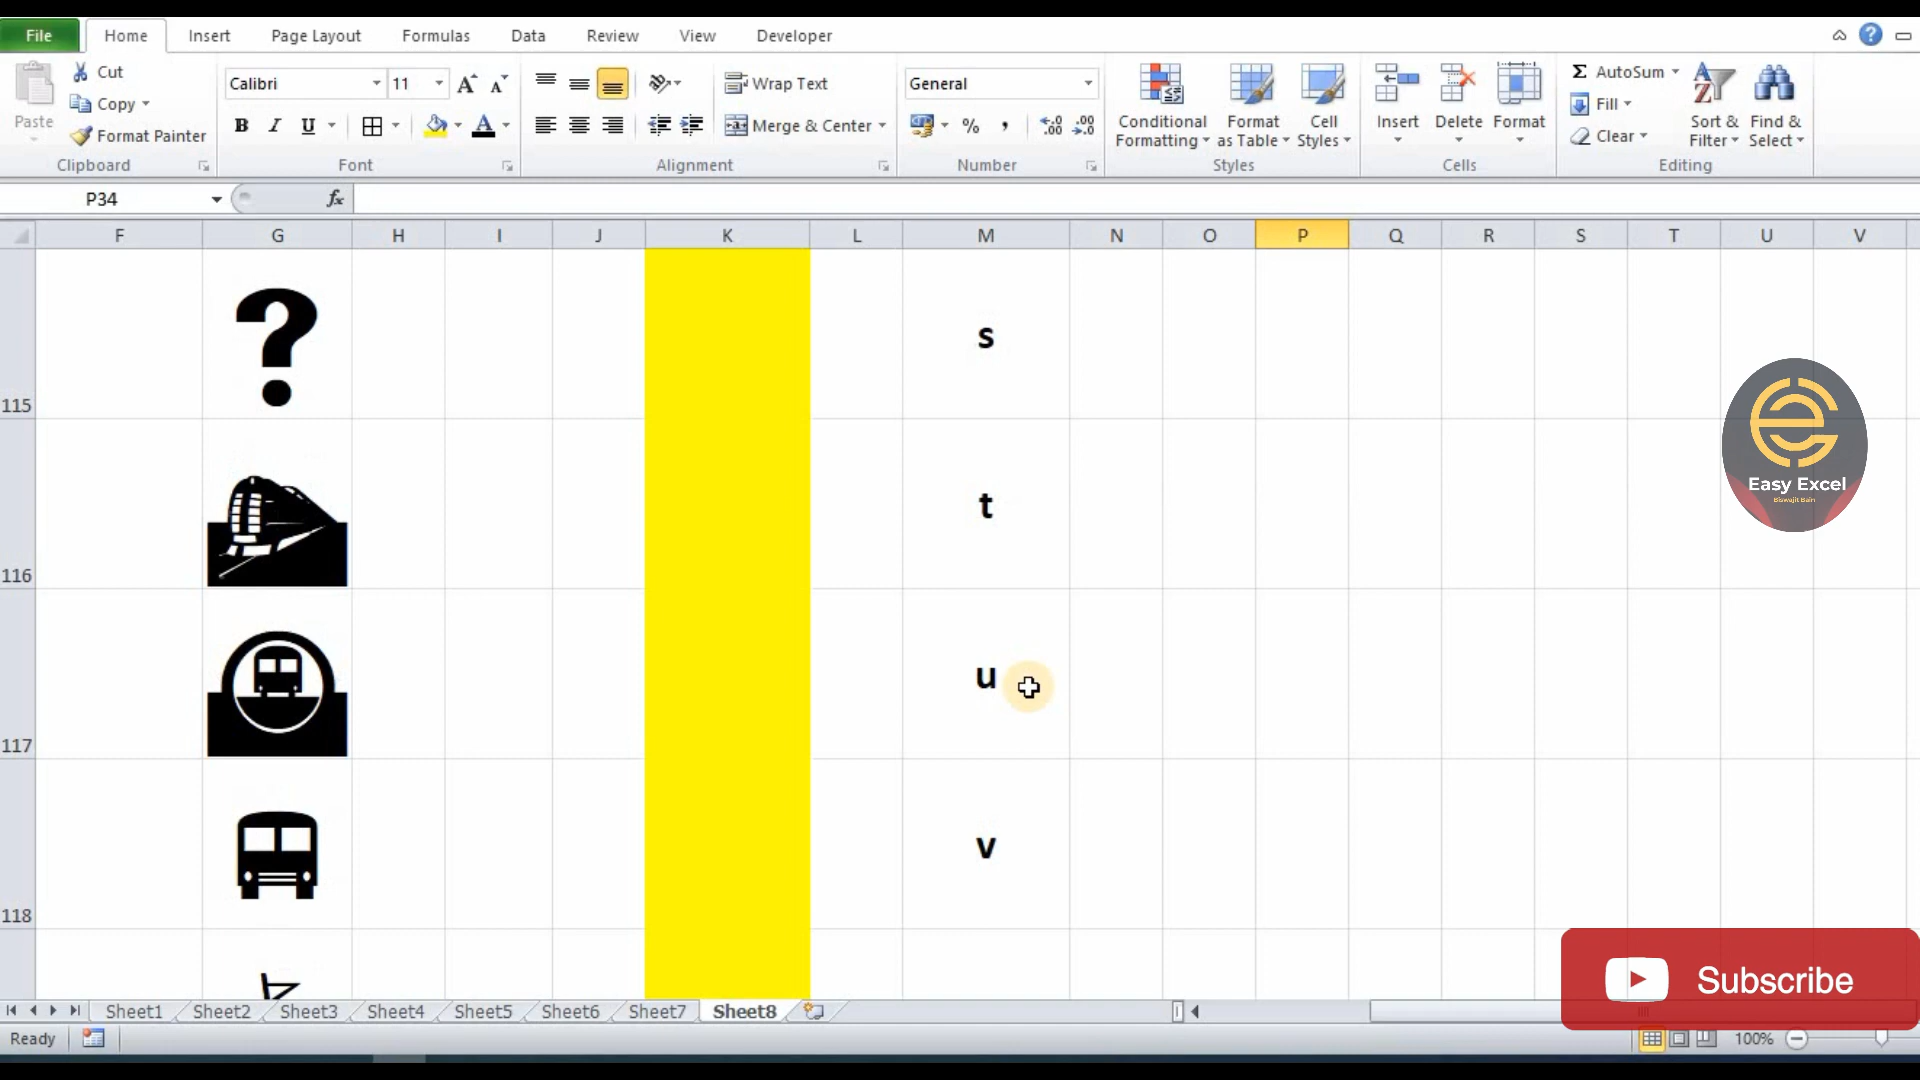 File Home Insert Page Layout Formulas Data Review View Developer
Paste Cut Copy Format Painter Clipboard
Calibri 11 B I U A Font
Wrap Text Merge & Center Alignment
General % , Number
Conditional Formatting Format as Table Cell Styles Styles
Insert Delete Format Cells
Σ AutoSum Fill Clear Sort & Filter Find & Select Editing
P34 fx
F G H I J K L M N O P Q R S T U V
? s
115
Easy Excel
Biswajit Bain
t
116
u
117
v
118
Subscribe
Sheet1 Sheet2 Sheet3 Sheet4 Sheet5 Sheet6 Sheet7 Sheet8
Ready 100%